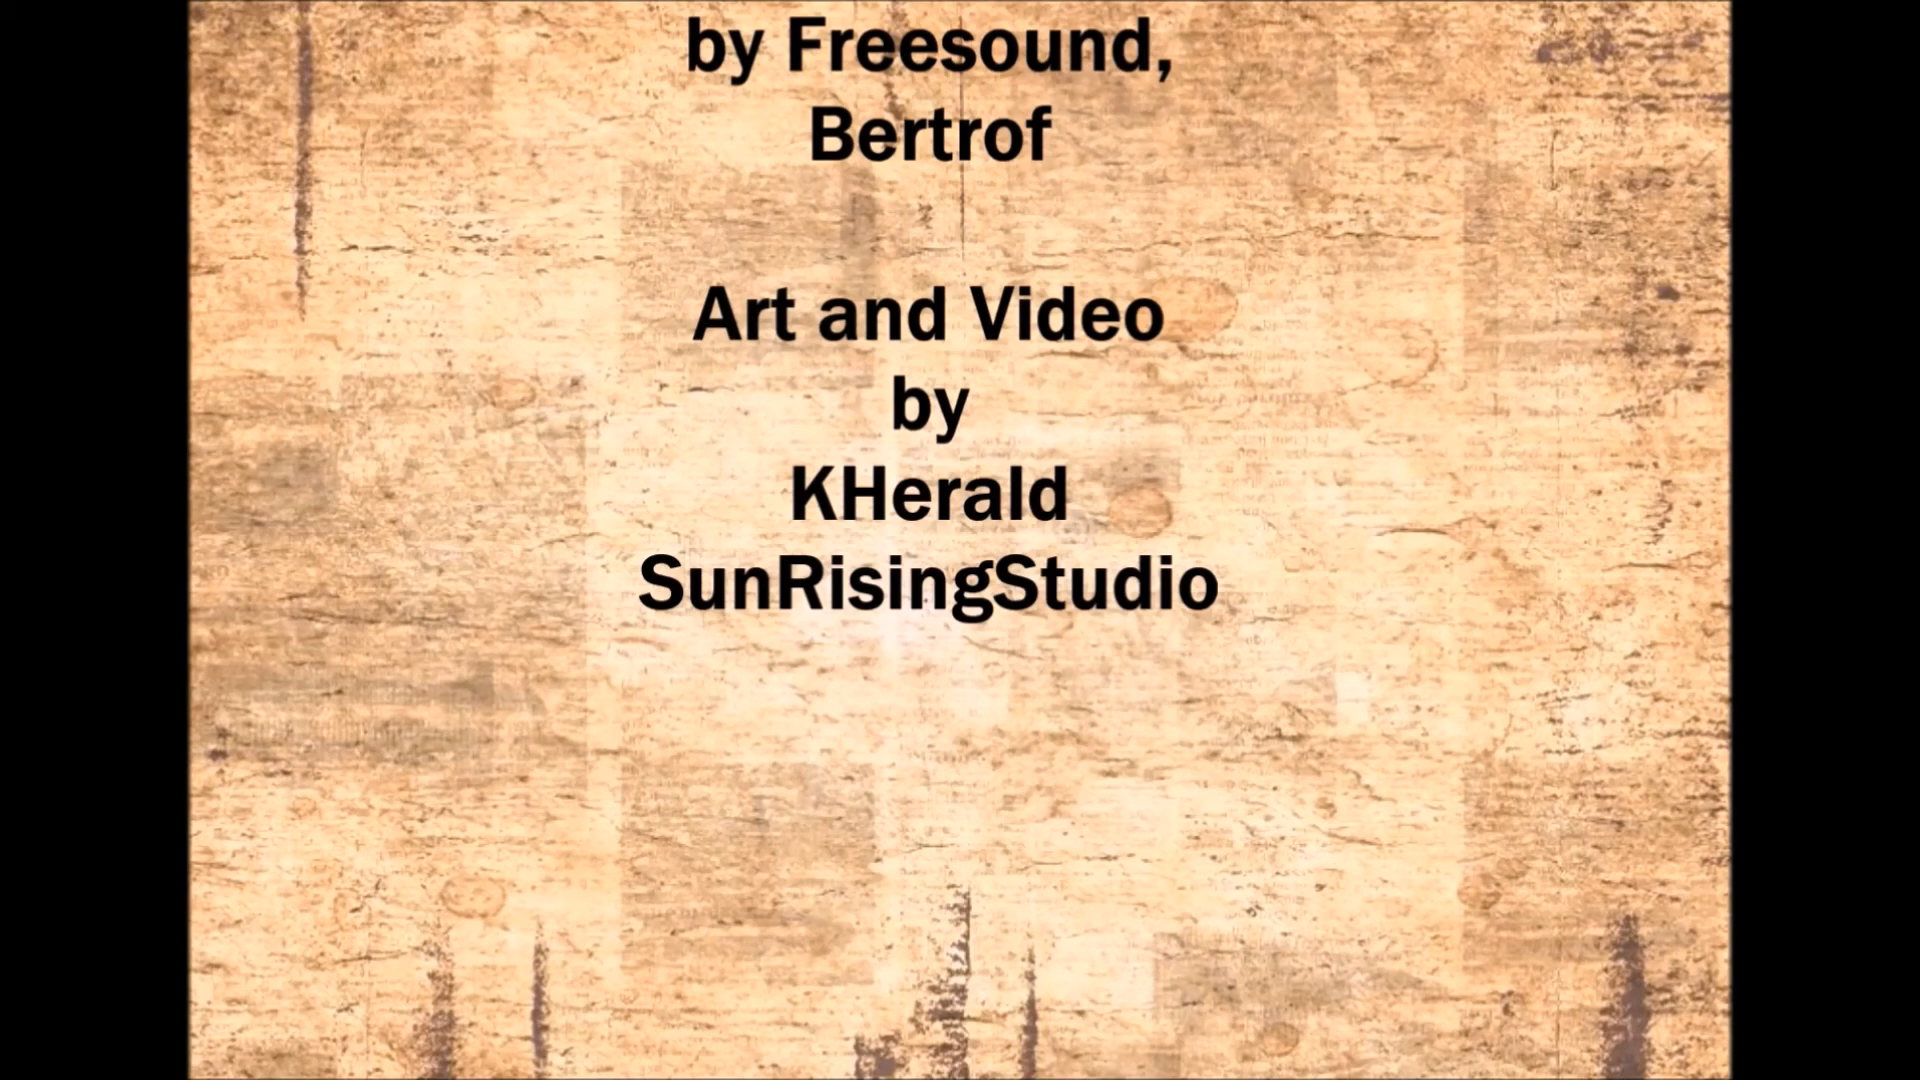 by Freesound,
Bertrof
Art and Video
by
KHerald
SunRisingStudio